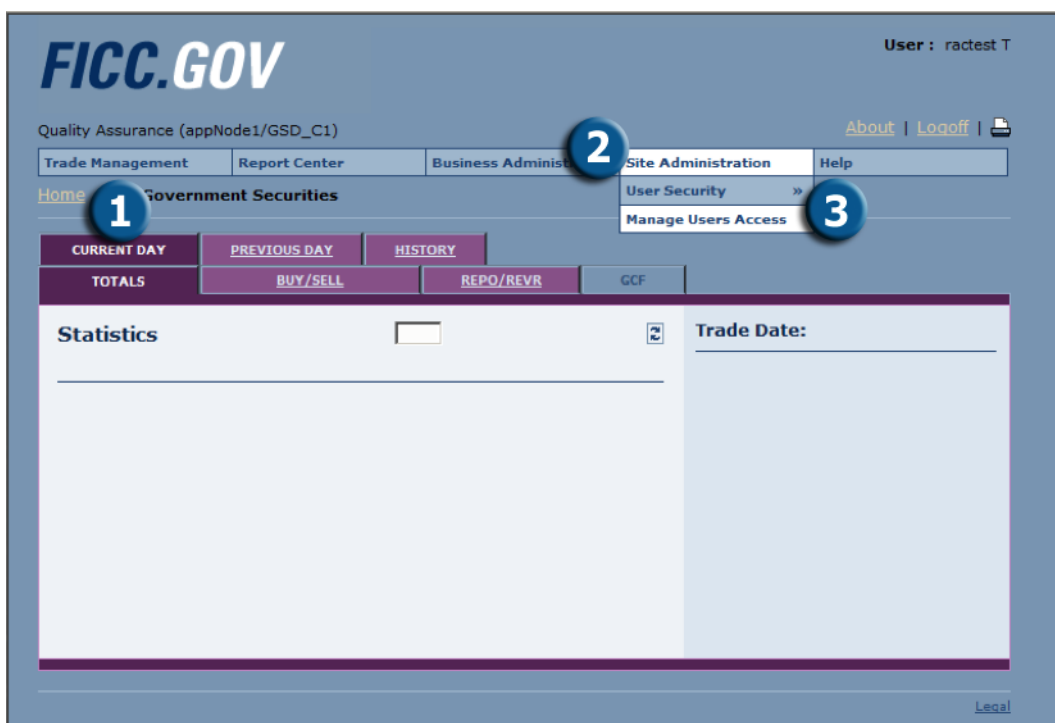 FICC.GOV
User : ractest T
Quality Assurance (appNode1/GSD_C1)
About | Logoff |
Trade Management Report Center Business Administ 2 Site Administration Help
Home 1 Government Securities
User Security » 3
Manage Users Access
CURRENT DAY PREVIOUS DAY HISTORY
TOTALS BUY/SELL REPO/REVR GCF
Statistics
Trade Date:
Legal